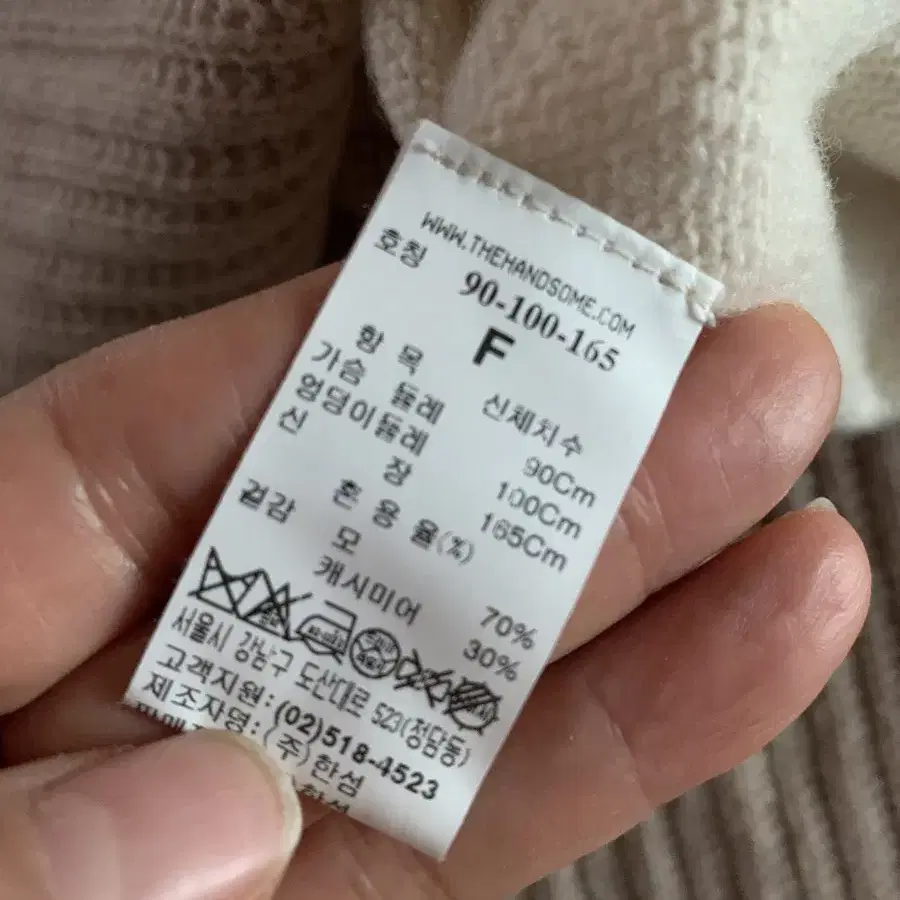 WWW.THEHANDSOME.COM
호칭 90-100-165
F
항 목 신체치수
가슴 둘레 90Cm
엉덩이둘레 100Cm
신 장 165Cm
혼 용 율(%)
겉감 모 70%
캐시미어 30%
서울시 강남구 도산대로 523(청담동)
고객지원:(02)518-4523
제조자명:(주)한섬
한섬